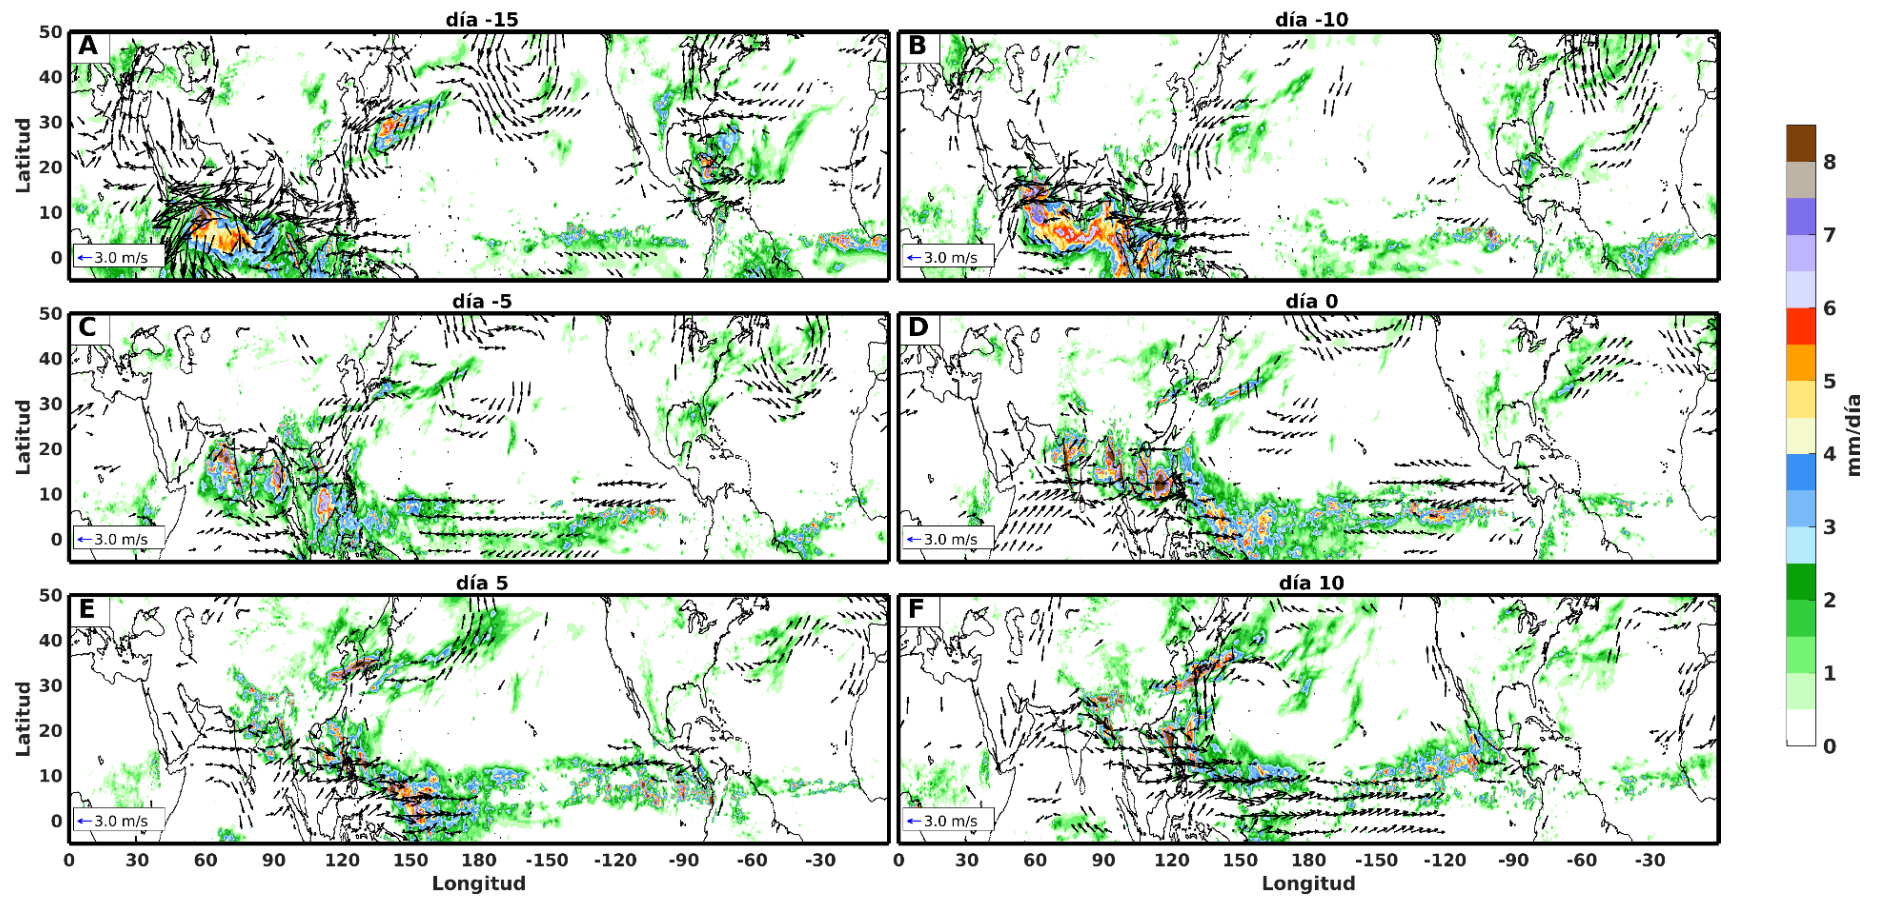 día -15
día -10
50
40
30
20
10
0
Latitud
A
3.0 m/s
B
3.0 m/s
día -5
día 0
50
40
30
20
10
0
Latitud
C
3.0 m/s
D
3.0 m/s
día 5
día 10
50
40
30
20
10
0
Latitud
E
3.0 m/s
F
3.0 m/s
0 30 60 90 120 150 180 -150 -120 -90 -60 -30
Longitud
0 30 60 90 120 150 180 -150 -120 -90 -60 -30
Longitud
8
7
6
5
4
3
2
1
0
mm/día